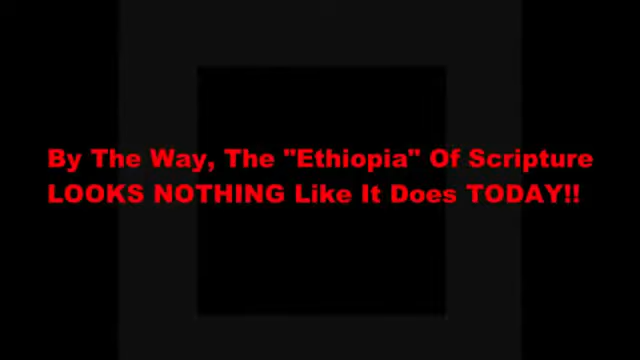 By The Way, The "Ethiopia" Of Scripture
LOOKS NOTHING Like It Does TODAY!!